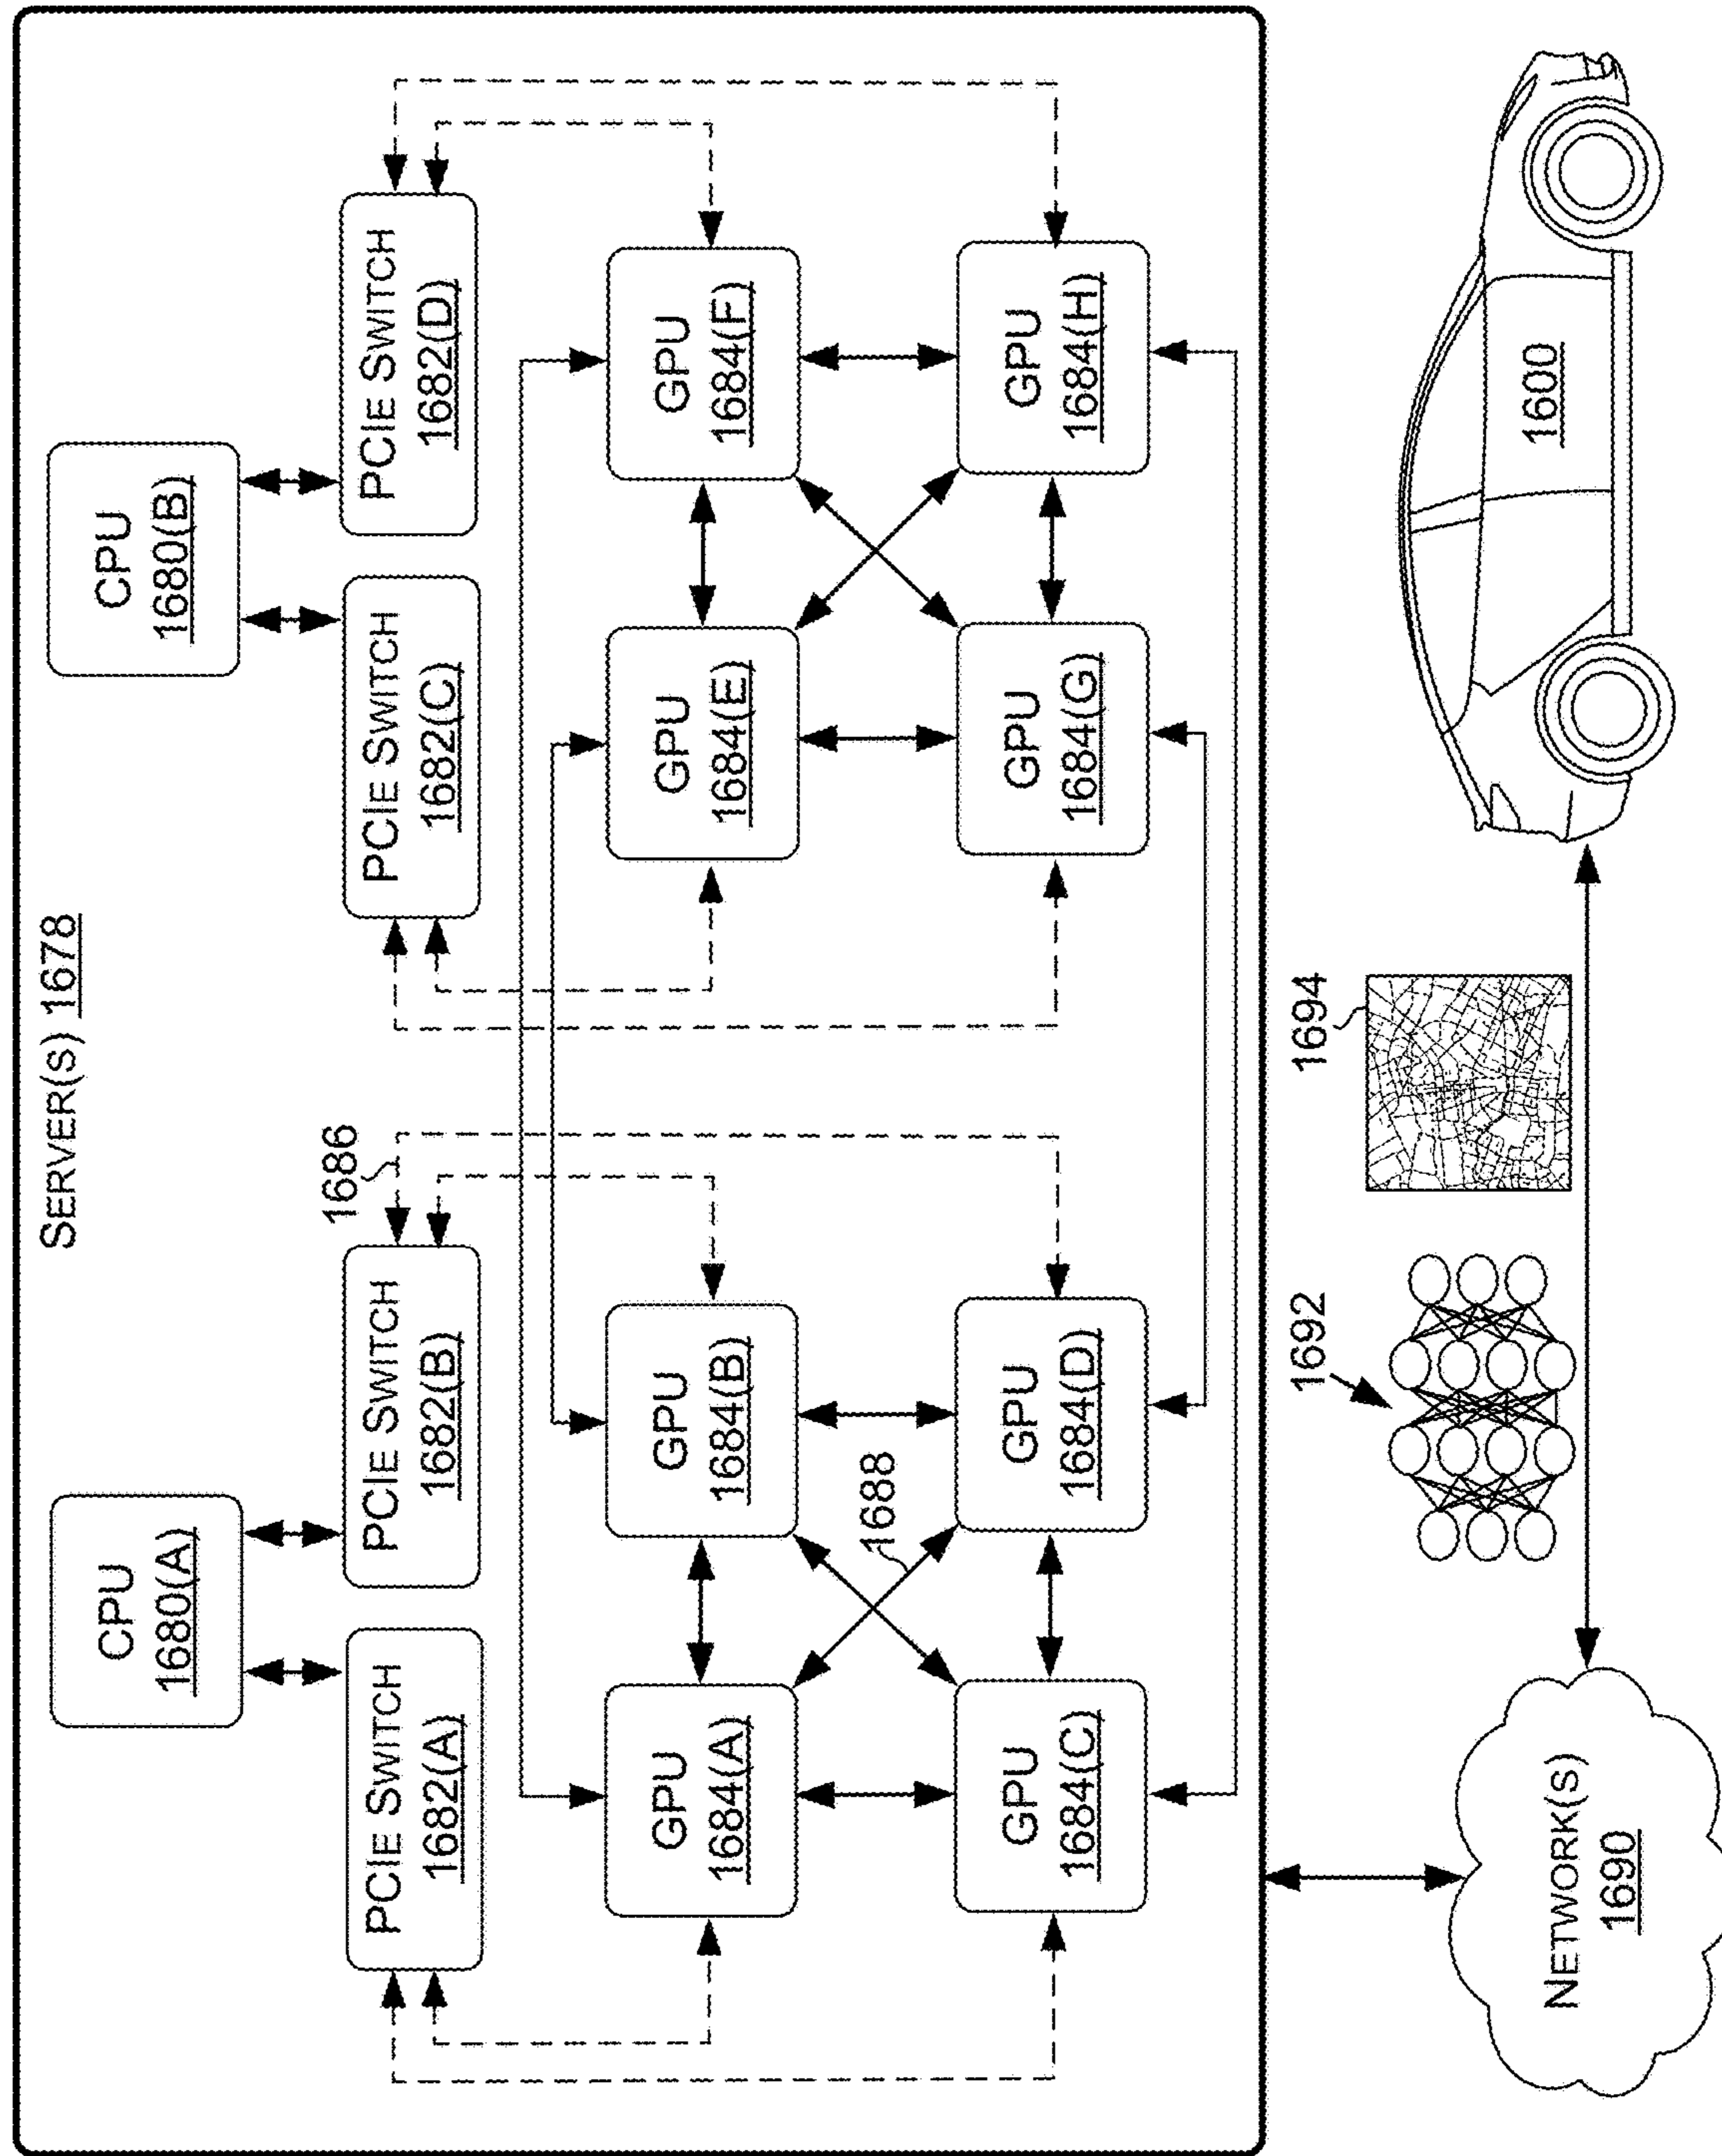 SERVER(S) 1678
CPU
1680(A)
CPU
1680(B)
PCIE SWITCH
1682(A)
PCIE SWITCH
1682(B)
1686
PCIE SWITCH
1682(C)
PCIE SWITCH
1682(D)
GPU
1684(A)
GPU
1684(B)
GPU
1684(E)
GPU
1684(F)
1688
GPU
1684(C)
GPU
1684(D)
GPU
1684(G)
GPU
1684(H)
NETWORK(S)
1690
1692
1694
1600